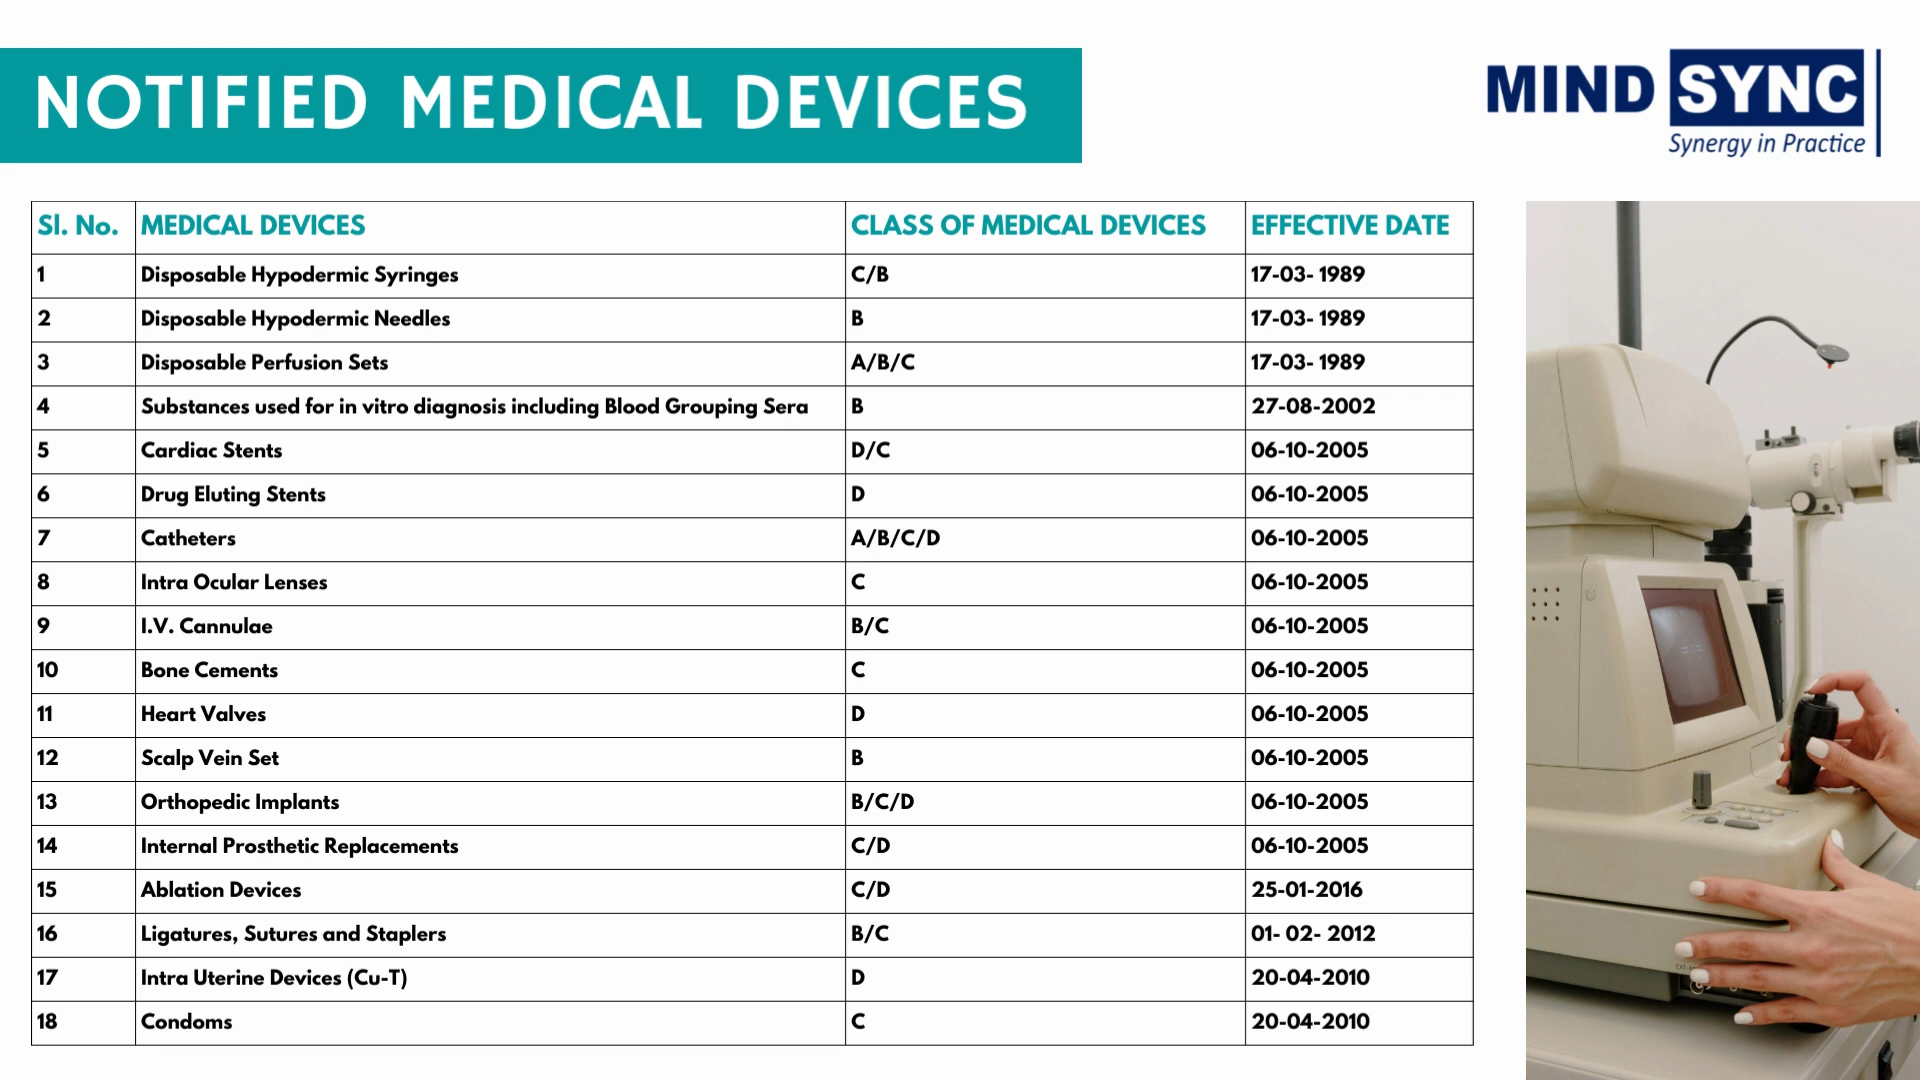 NOTIFIED MEDICAL DEVICES
MIND SYNC
Synergy in Practice
Sl. No. MEDICAL DEVICES CLASS OF MEDICAL DEVICES EFFECTIVE DATE
1 Disposable Hypodermic Syringes C/B 17-03- 1989
2 Disposable Hypodermic Needles B 17-03- 1989
3 Disposable Perfusion Sets A/B/C 17-03- 1989
4 Substances used for in vitro diagnosis including Blood Grouping Sera B 27-08-2002
5 Cardiac Stents D/C 06-10-2005
6 Drug Eluting Stents D 06-10-2005
7 Catheters A/B/C/D 06-10-2005
8 Intra Ocular Lenses C 06-10-2005
9 I.V. Cannulae B/C 06-10-2005
10 Bone Cements C 06-10-2005
11 Heart Valves D 06-10-2005
12 Scalp Vein Set B 06-10-2005
13 Orthopedic Implants B/C/D 06-10-2005
14 Internal Prosthetic Replacements C/D 06-10-2005
15 Ablation Devices C/D 25-01-2016
16 Ligatures, Sutures and Staplers B/C 01- 02- 2012
17 Intra Uterine Devices (Cu-T) D 20-04-2010
18 Condoms C 20-04-2010